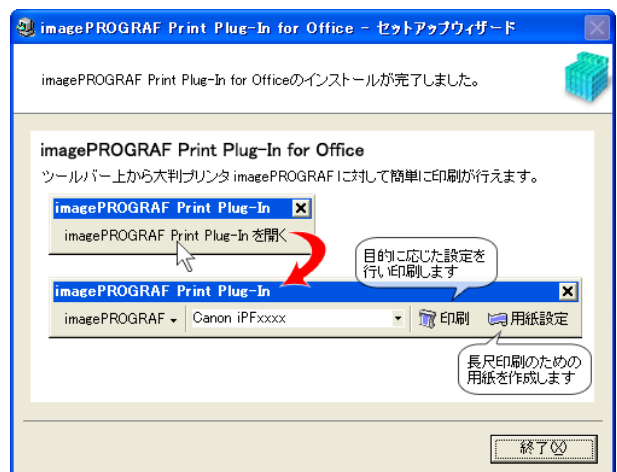 imagePROGRAF Print Plug-In for Office - セットアップウィザード
imagePROGRAF Print Plug-In for Officeのインストールが完了しました。
imagePROGRAF Print Plug-In for Office
ツールバー上から大判プリンタ imagePROGRAF に対して簡単に印刷が行えます。
imagePROGRAF Print Plug-In
imagePROGRAF Print Plug-In を開く
目的に応じた設定を
行い印刷します
imagePROGRAF Print Plug-In
imagePROGRAF Canon iPFxxxx 印刷 用紙設定
長尺印刷のための
用紙を作成します
終了(X)